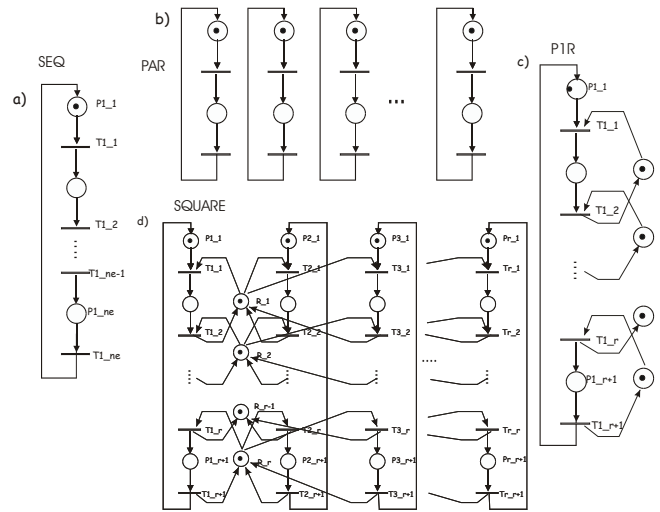 SEQ
a)
P1_1
T1_1
T1_2
T1_ne-1
P1_ne
T1_ne
b)
PAR
...
c)
P1R
P1_1
T1_1
T1_2
T1_r
P1_r+1
T1_r+1
d)
SQUARE
P1_1 P2_1 P3_1 Pr_1
T1_1 T2_1 T3_1 Tr_1
R_1
T1_2 T2_2 T3_2 Tr_2
R_2
....
R_r-1
T1_r T2_r T3_r Tr_r
P1_r+1 R_r P2_r+1 P3_r+1 Pr_r+1
T1_r+1 T2_r+1 T3_r+1 Tr_r+1